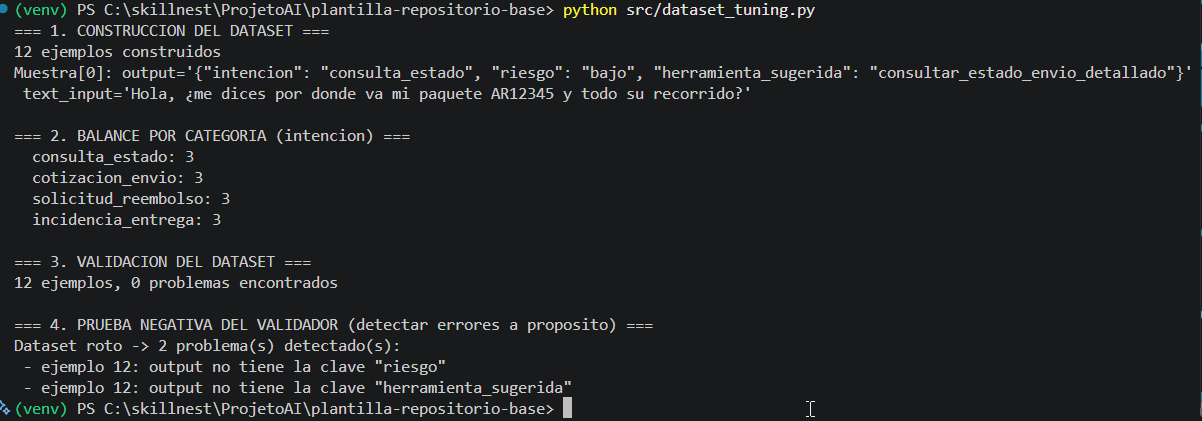 (venv) PS C:\skillnest\ProjetoAI\plantilla-repositorio-base> python src/dataset_tuning.py
=== 1. CONSTRUCCION DEL DATASET ===
12 ejemplos construidos
Muestra[0]: output='{"intencion": "consulta_estado", "riesgo": "bajo", "herramienta_sugerida": "consultar_estado_envio_detallado"}'
 text_input='Hola, ¿me dices por donde va mi paquete AR12345 y todo su recorrido?'
=== 2. BALANCE POR CATEGORIA (intencion) ===
  consulta_estado: 3
  cotizacion_envio: 3
  solicitud_reembolso: 3
  incidencia_entrega: 3
=== 3. VALIDACION DEL DATASET ===
12 ejemplos, 0 problemas encontrados
=== 4. PRUEBA NEGATIVA DEL VALIDADOR (detectar errores a proposito) ===
Dataset roto -> 2 problema(s) detectado(s):
 - ejemplo 12: output no tiene la clave "riesgo"
 - ejemplo 12: output no tiene la clave "herramienta_sugerida"
(venv) PS C:\skillnest\ProjetoAI\plantilla-repositorio-base>